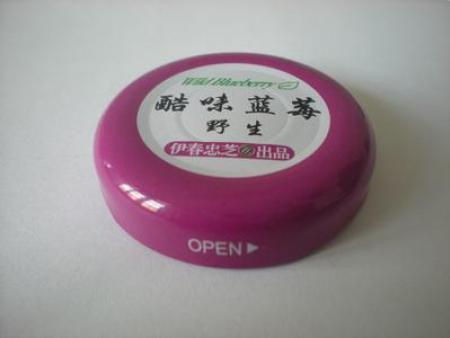 Wild Blueberry
酷味蓝莓
野生
伊春忠芝出品
OPEN ▶